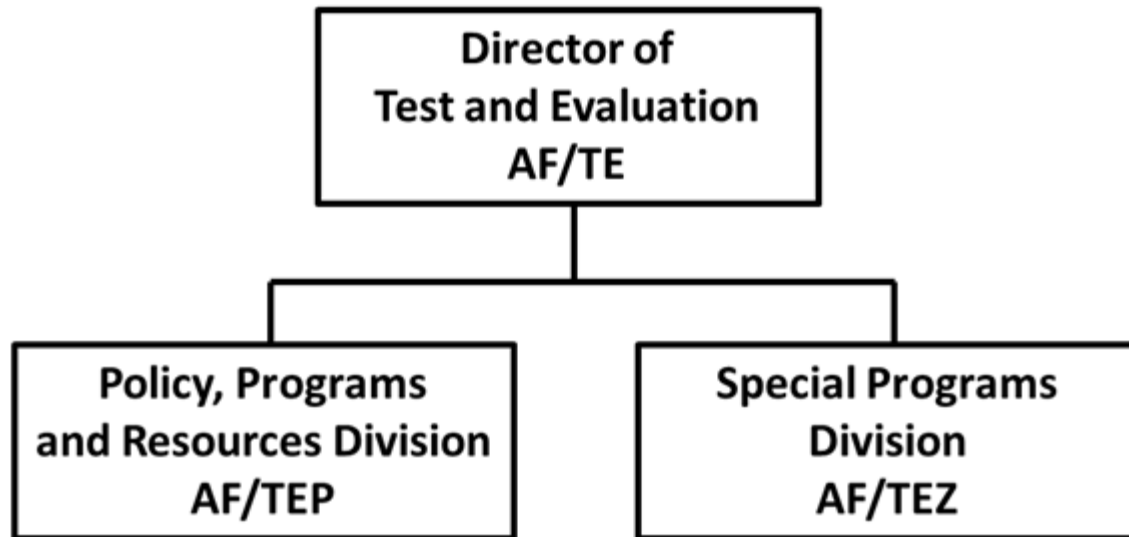 Director of
Test and Evaluation
AF/TE
Policy, Programs
and Resources Division
AF/TEP
Special Programs
Division
AF/TEZ